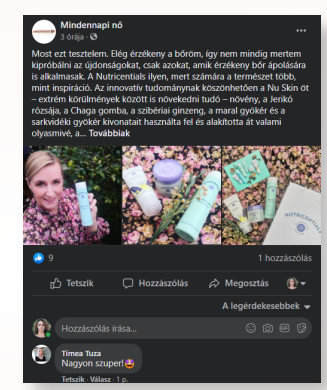 Mindennapi nő
3 órája ·
Most ezt tesztelem. Elég érzékeny a bőröm, így nem mindig mertem
kipróbálni az újdonságokat, csak azokat, amik érzékeny bőr ápolására
is alkalmasak. A Nutricentials ilyen, mert számára a természet több,
mint inspiráció. Az innovatív tudománynak köszönhetően a Nu Skin öt
– extrém körülmények között is növekedni tudó – növény, a Jerikó
rózsája, a Chaga gomba, a szibériai ginzeng, a maral gyökér és a
sarkvidéki gyökér kivonatait használta fel és alakította át valami
olyasmivé, a... Továbbiak
NUTRICENTIALS
9
1 hozzászólás
Tetszik Hozzászólás Megosztás
A legérdekesebbek
Hozzászólás írása...
GIF
Tímea Tuza
Nagyon szuper!
Tetszik · Válasz · 1 p.